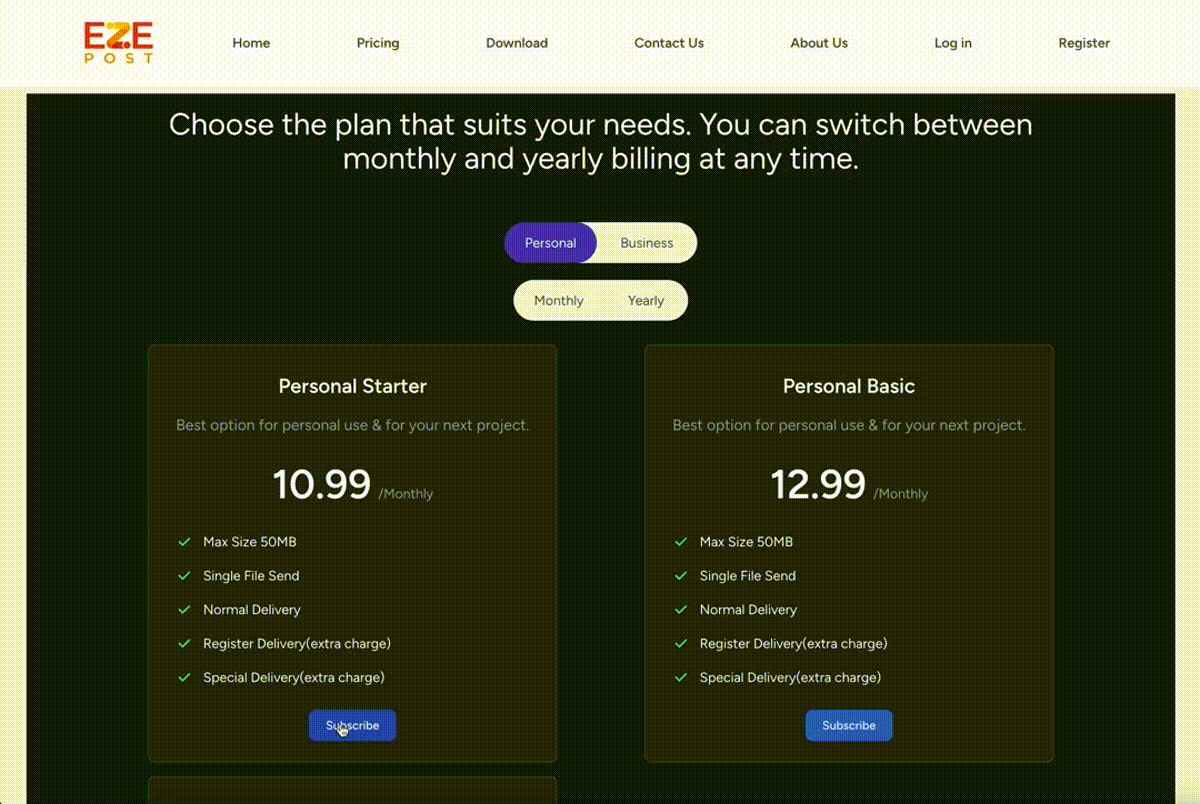 EZE
POST
Home Pricing Download Contact Us About Us Log in Register
Choose the plan that suits your needs. You can switch between
monthly and yearly billing at any time.
Personal Business
Monthly Yearly
Personal Starter
Best option for personal use & for your next project.
10.99 /Monthly
Max Size 50MB
Single File Send
Normal Delivery
Register Delivery(extra charge)
Special Delivery(extra charge)
Subscribe
Personal Basic
Best option for personal use & for your next project.
12.99 /Monthly
Max Size 50MB
Single File Send
Normal Delivery
Register Delivery(extra charge)
Special Delivery(extra charge)
Subscribe